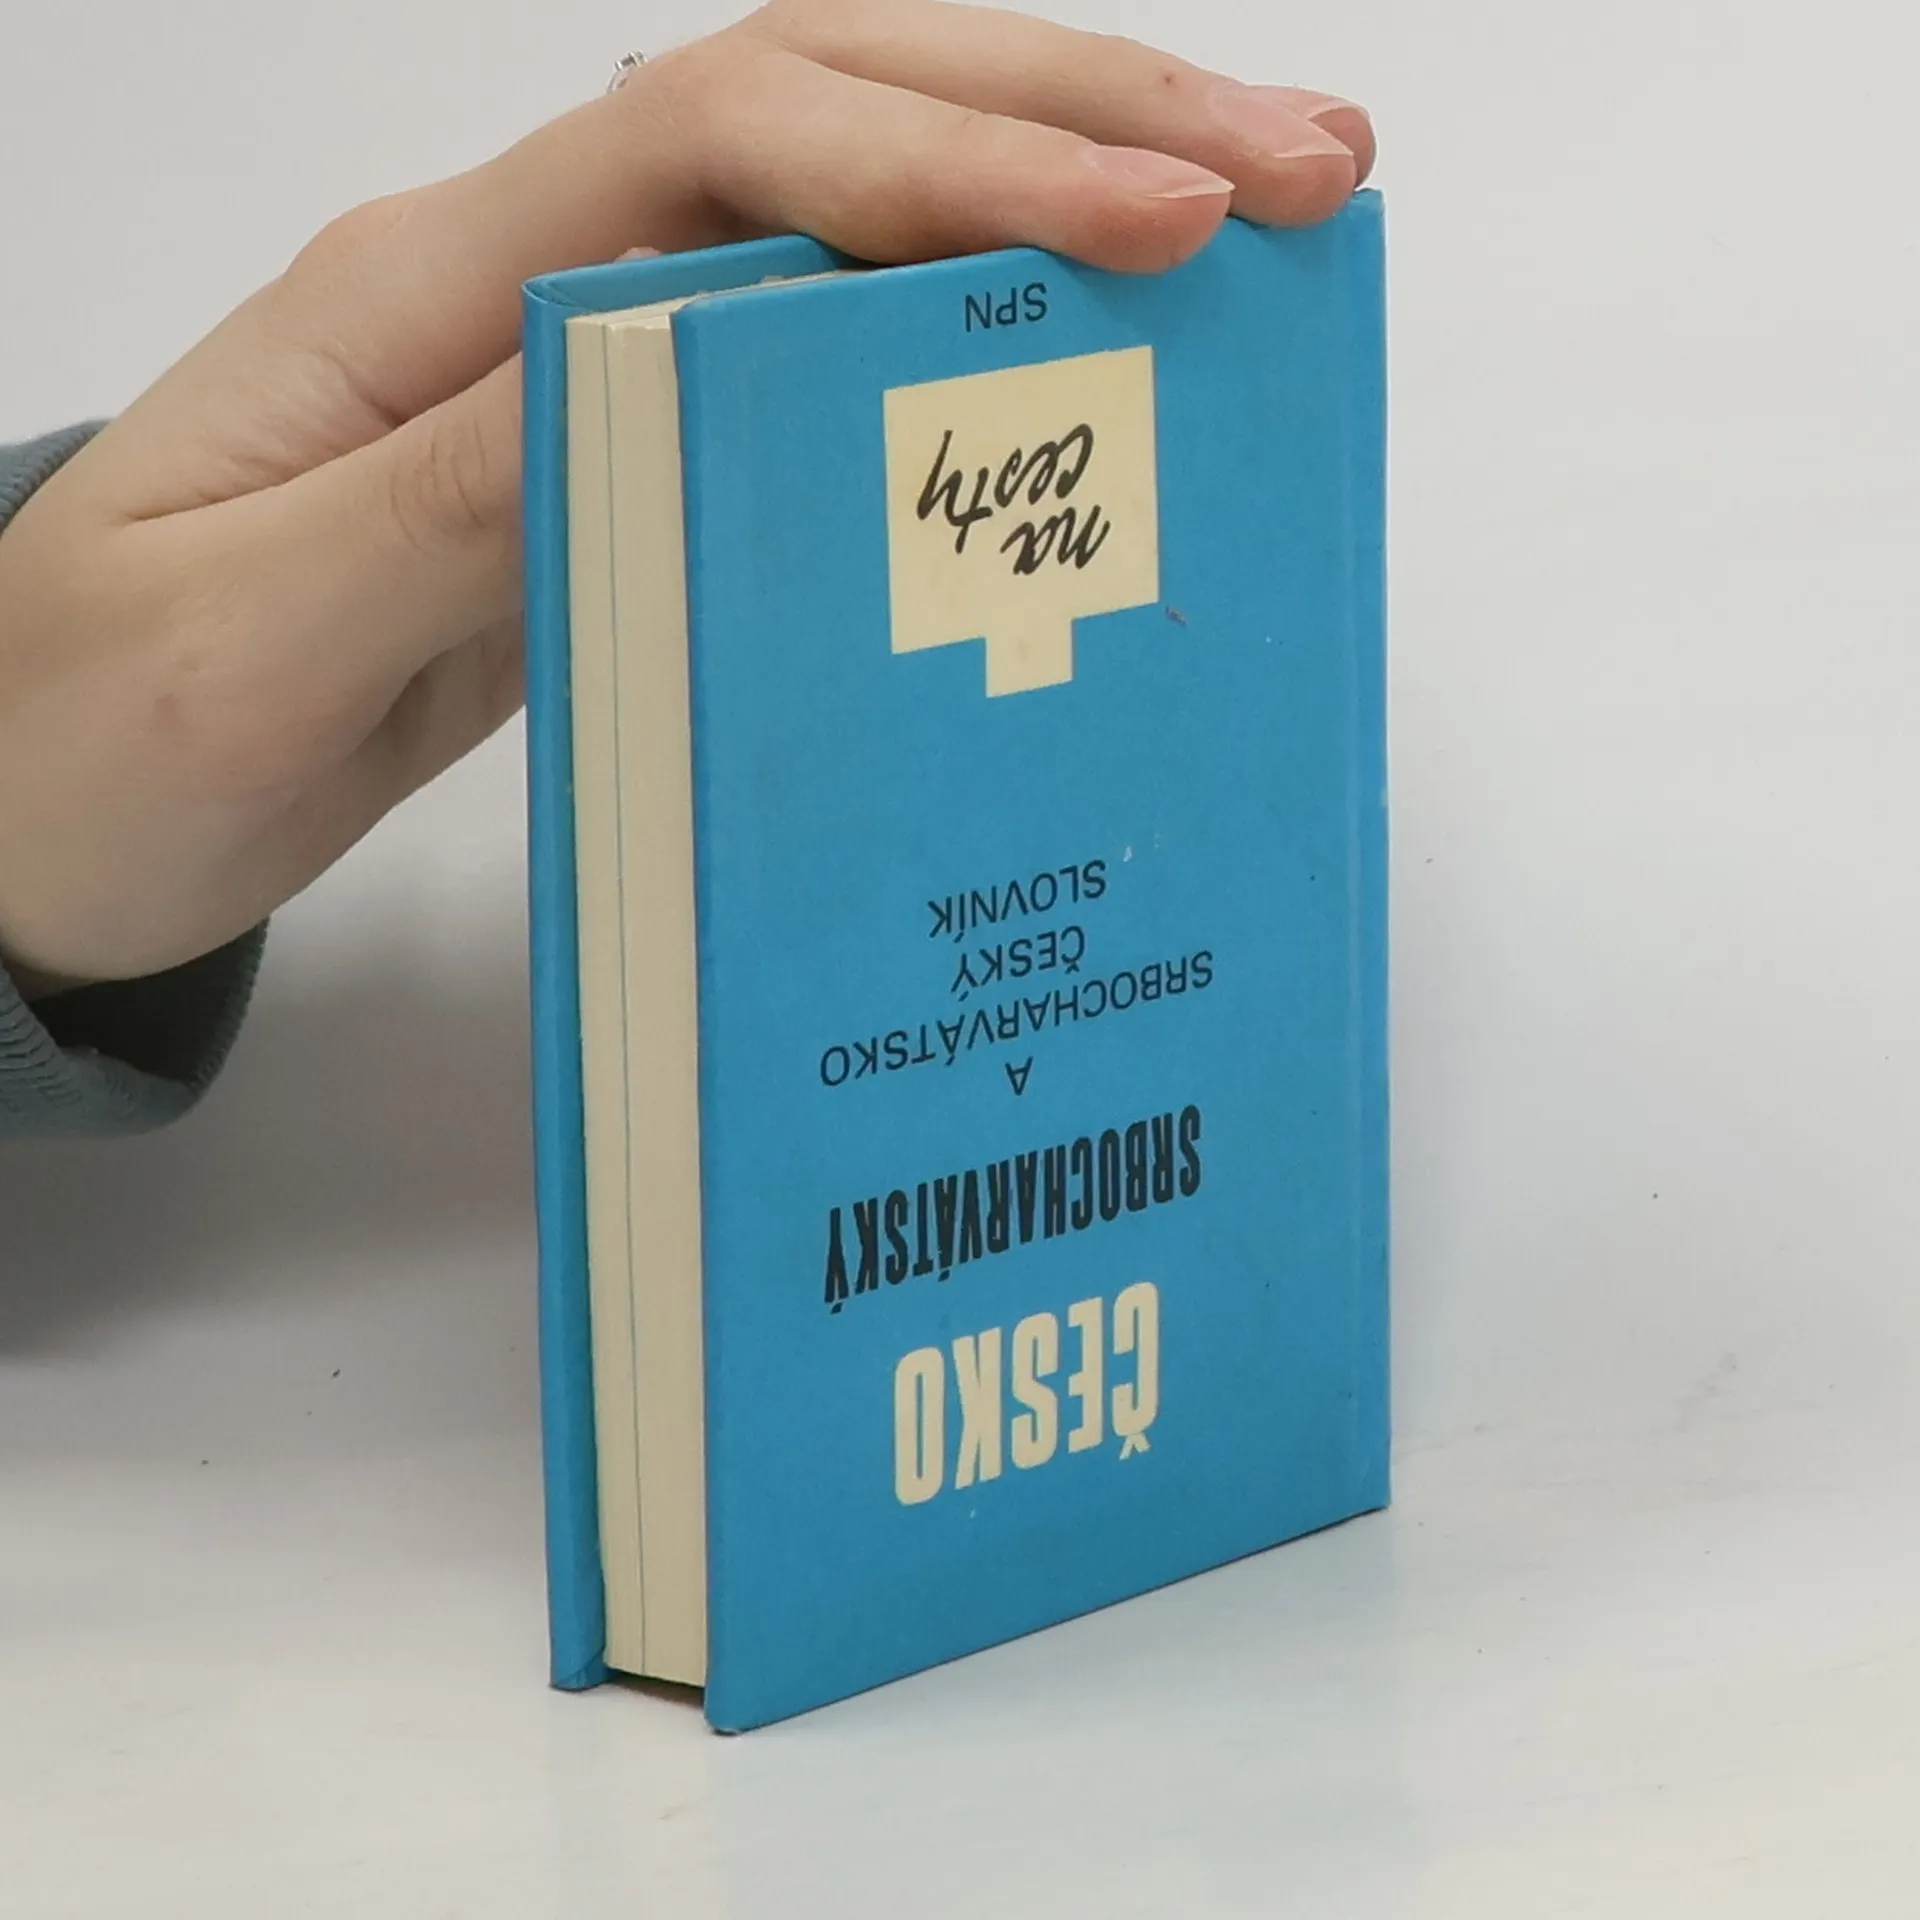 ČESKO
SRBOCHARVÁTSKÝ
A
SRBOCHARVÁTSKO
ČESKÝ
SLOVNÍK
na
cesty
SPN